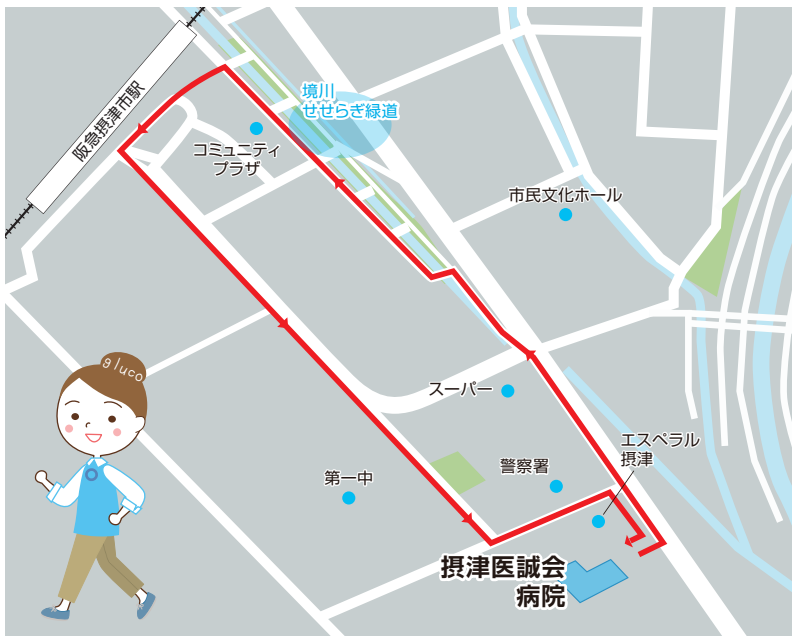 阪急摂津市駅
境川
せせらぎ緑道
コミュニティ
プラザ
市民文化ホール
スーパー
エスペラル
摂津
警察署
第一中
摂津医誠会
病院
gluco